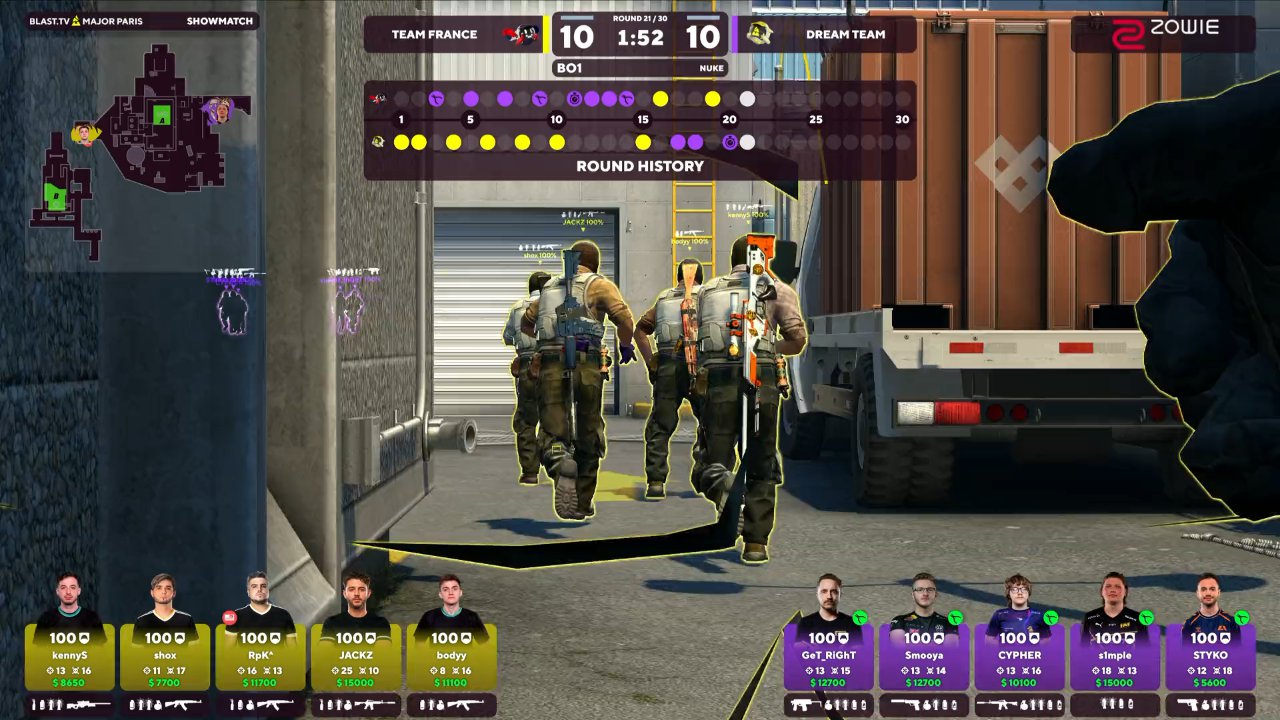 BLAST.TV MAJOR PARIS SHOWMATCH
TEAM FRANCE 10 ROUND 21 / 30 1:52 10 DREAM TEAM
BO1 NUKE
ZOWIE
1 5 10 15 20 25 30
ROUND HISTORY
A
B
kennyS 100%
JACKZ 100%
bodyy 100%
shox 100%
100 100 100 100 100 100 100 100 100 100
kennyS shox RpK^ JACKZ bodyy GeT_RiGhT Smooya CYPHER s1mple STYKO
13 16 11 17 16 13 25 10 8 16 13 15 13 14 13 16 18 13 12 18
$8650 $7700 $11700 $15000 $11100 $12700 $12700 $10100 $15000 $5600